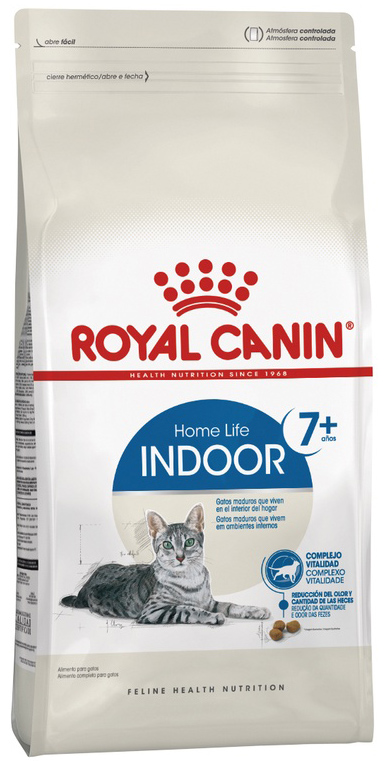 abre fácil
Atmósfera controlada
Atmosfera controlada
cierre hermético/abre e fecha
ROYAL CANIN®
HEALTH NUTRITION SINCE 1968
7+
años
Home Life
INDOOR
Gatos maduros que viven
en el interior del hogar
Gatos maduros que vivem
em ambientes internos
COMPLEJO
VITALIDAD
COMPLEXO
VITALIDADE
REDUCCIÓN DEL OLOR Y
CANTIDAD DE LAS HECES
REDUÇÃO DA QUANTIDADE
E ODOR DAS FEZES
Alimento para gatos
Alimento completo para gatos
FELINE HEALTH NUTRITION